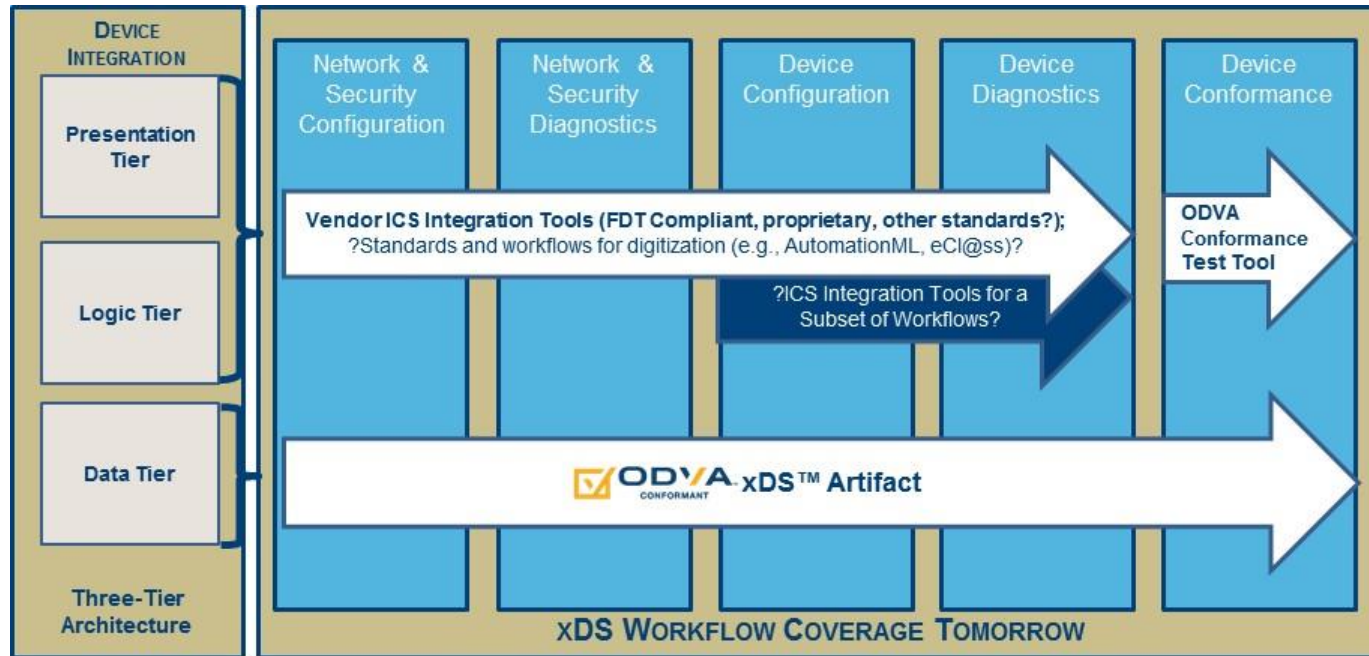 DEVICE
INTEGRATION
Presentation
Tier
Logic Tier
Data Tier
Three-Tier
Architecture
Network &
Security
Configuration
Network &
Security
Diagnostics
Device
Configuration
Device
Diagnostics
Device
Conformance
Vendor ICS Integration Tools (FDT Compliant, proprietary, other standards?);
?Standards and workflows for digitization (e.g., AutomationML, eCl@ss)?
?ICS Integration Tools for a
Subset of Workflows?
ODVA
Conformance
Test Tool
ODVA xDS™ Artifact
CONFORMANT
XDS WORKFLOW COVERAGE TOMORROW